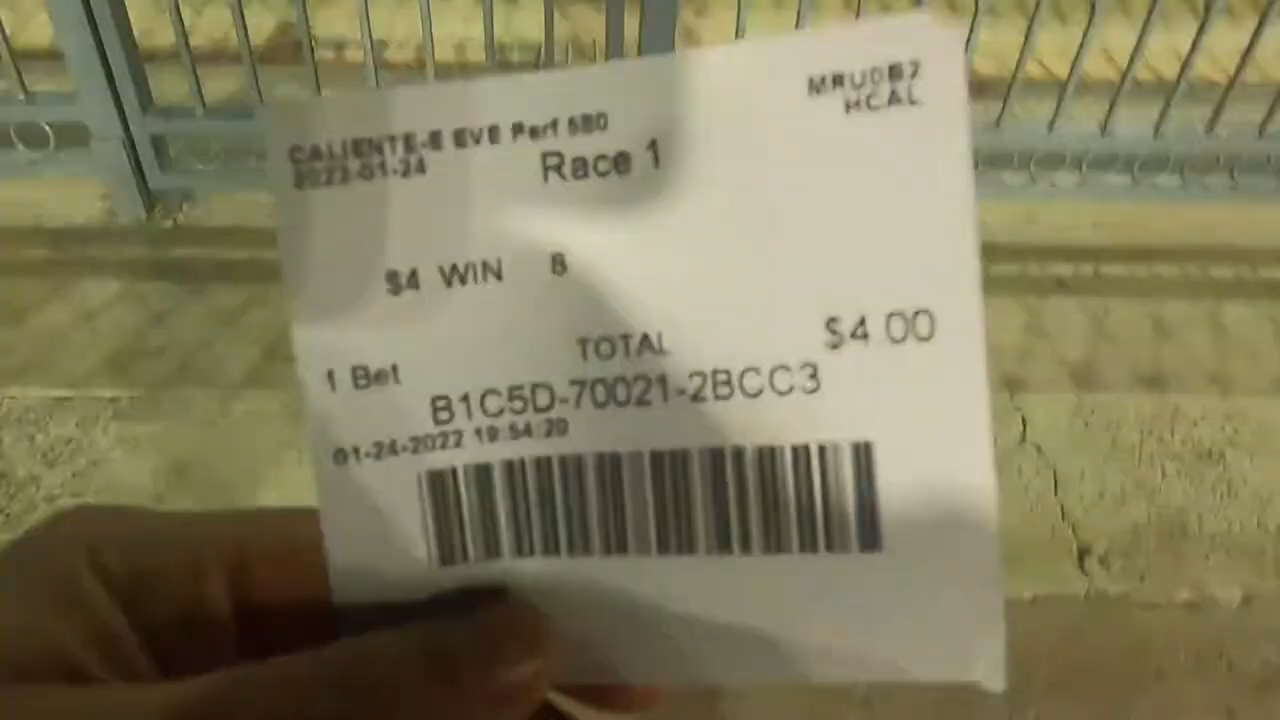 MRU0B7
HCAL
CALIENTE-E EVE Perf 580
2022-01-24
Race 1
$4 WIN 8
TOTAL
$4.00
1 Bet
B1C5D-70021-2BCC3
01-24-2022 19:54:20